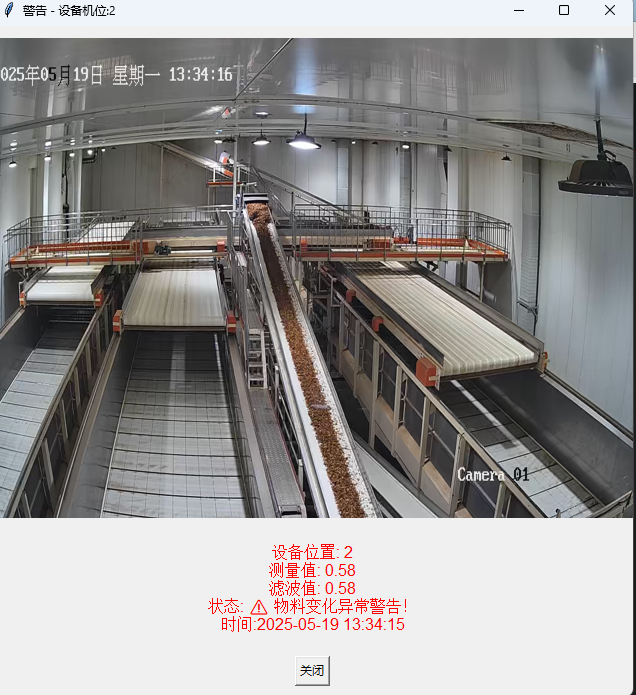 警告 - 设备机位:2
025年05月19日 星期一 13:34:16
Camera 01
设备位置: 2
测量值: 0.58
滤波值: 0.58
状态: ⚠ 物料变化异常警告!
时间:2025-05-19 13:34:15
关闭